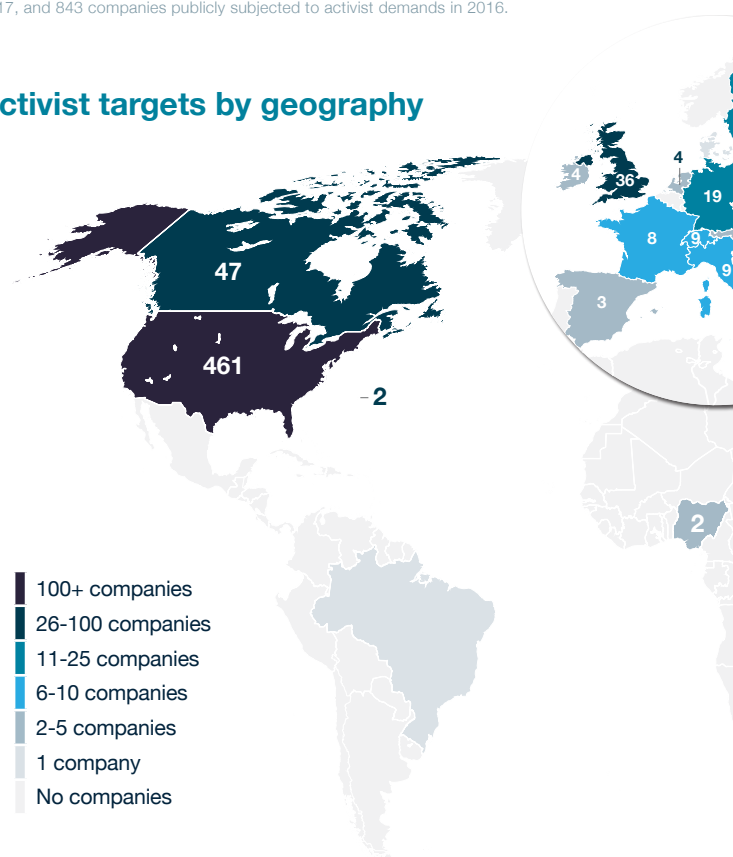 17, and 843 companies publicly subjected to activist demands in 2016.
ctivist targets by geography
4
4
36
19
8
9
9
3
47
461
2
2
100+ companies
26-100 companies
11-25 companies
6-10 companies
2-5 companies
1 company
No companies